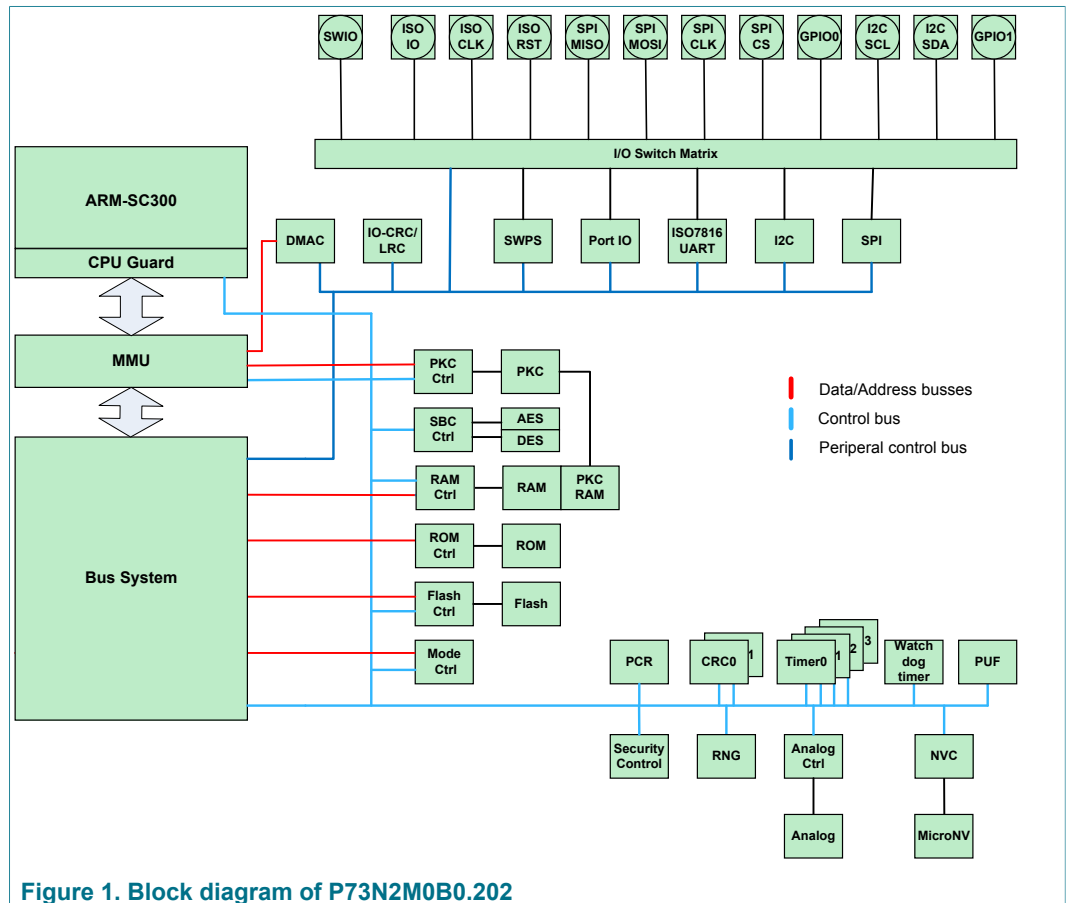 SWIO
ISO
IO
ISO
CLK
ISO
RST
SPI
MISO
SPI
MOSI
SPI
CLK
SPI
CS
GPIO0
I2C
SCL
I2C
SDA
GPIO1
I/O Switch Matrix
ARM-SC300
CPU Guard
DMAC
IO-CRC/
LRC
SWPS
Port IO
ISO7816
UART
I2C
SPI
MMU
PKC
Ctrl
PKC
Data/Address busses
Control bus
Periperal control bus
SBC
Ctrl
AES
DES
RAM
Ctrl
RAM
PKC
RAM
ROM
Ctrl
ROM
Bus System
Flash
Ctrl
Flash
Mode
Ctrl
PCR
CRC0
1
Timer0
1
2
3
Watch
dog
timer
PUF
Security
Control
RNG
Analog
Ctrl
NVC
Analog
MicroNV
Figure 1. Block diagram of P73N2M0B0.202